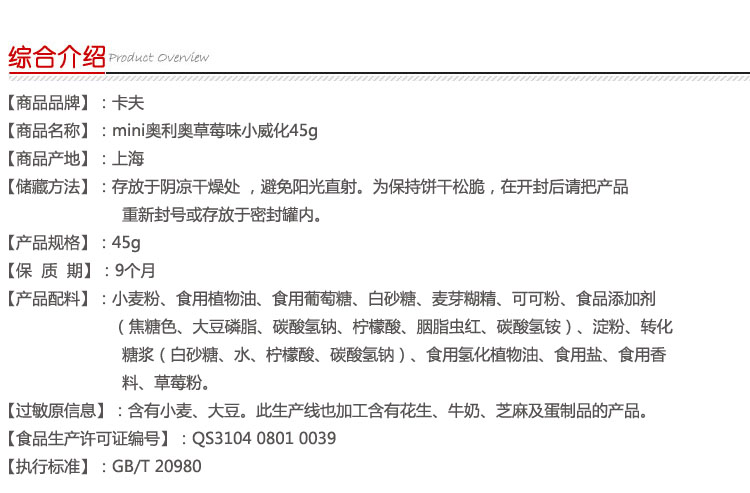 综合介绍 Product Overview
【商品品牌】：卡夫
【商品名称】：mini奥利奥草莓味小威化45g
【商品产地】：上海
【储藏方法】：存放于阴凉干燥处 ，避免阳光直射。为保持饼干松脆，在开封后请把产品
重新封号或存放于密封罐内。
【产品规格】：45g
【保 质 期】：9个月
【产品配料】：小麦粉、食用植物油、食用葡萄糖、白砂糖、麦芽糊精、可可粉、食品添加剂
（焦糖色、大豆磷脂、碳酸氢钠、柠檬酸、胭脂虫红、碳酸氢铵）、淀粉、转化
糖浆（白砂糖、水、柠檬酸、碳酸氢钠）、食用氢化植物油、食用盐、食用香
料、草莓粉。
【过敏原信息】：含有小麦、大豆。此生产线也加工含有花生、牛奶、芝麻及蛋制品的产品。
【食品生产许可证编号】：QS3104 0801 0039
【执行标准】：GB/T 20980